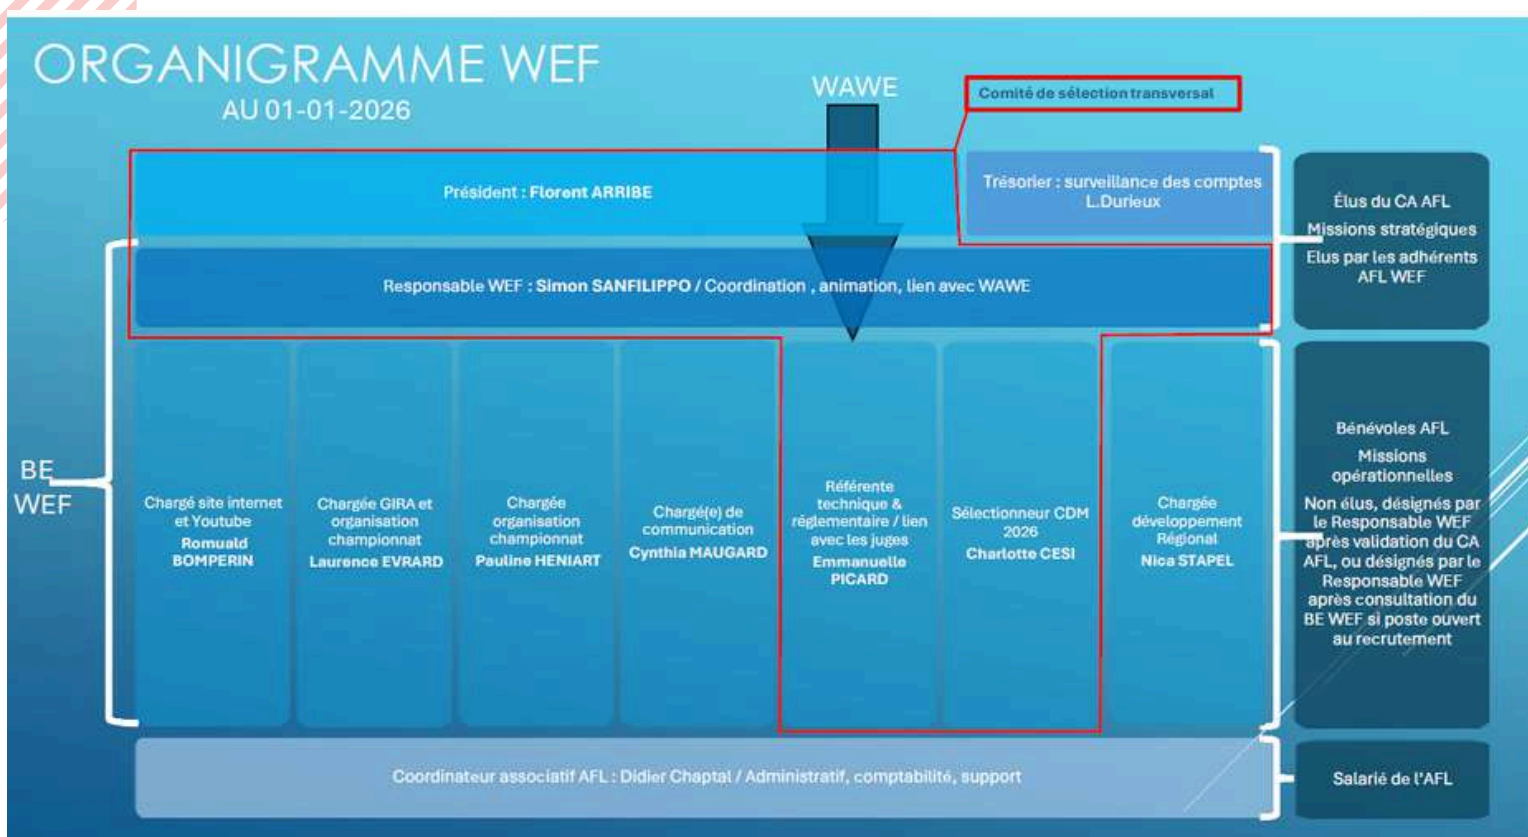 ORGANIGRAMME WEF
AU 01-01-2026
WAWE
Comité de sélection transversal
Président : Florent ARRIBE
Trésorier : surveillance des comptes
L.Durieux
Élus du CA AFL
Missions stratégiques
Elus par les adhérents
AFL WEF
Responsable WEF : Simon SANFILIPPO / Coordination , animation, lien avec WAWE
BE
WEF
Chargé site internet
et Youtube
Romuald
BOMPERIN
Chargée GIRA et
organisation
championnat
Laurence EVRARD
Chargée
organisation
championnat
Pauline HENIART
Chargé(e) de
communication
Cynthia MAUGARD
Référente
technique &
réglementaire / lien
avec les juges
Emmanuelle
PICARD
Sélectionneur CDM
2026
Charlotte CESI
Chargée
développement
Régional
Nica STAPEL
Bénévoles AFL
Missions
opérationnelles
Non élus, désignés par
le Responsable WEF
après validation du CA
AFL, ou désignés par le
Responsable WEF
après consultation du
BE WEF si poste ouvert
au recrutement
Coordinateur associatif AFL : Didier Chaptal / Administratif, comptabilité, support
Salarié de l'AFL